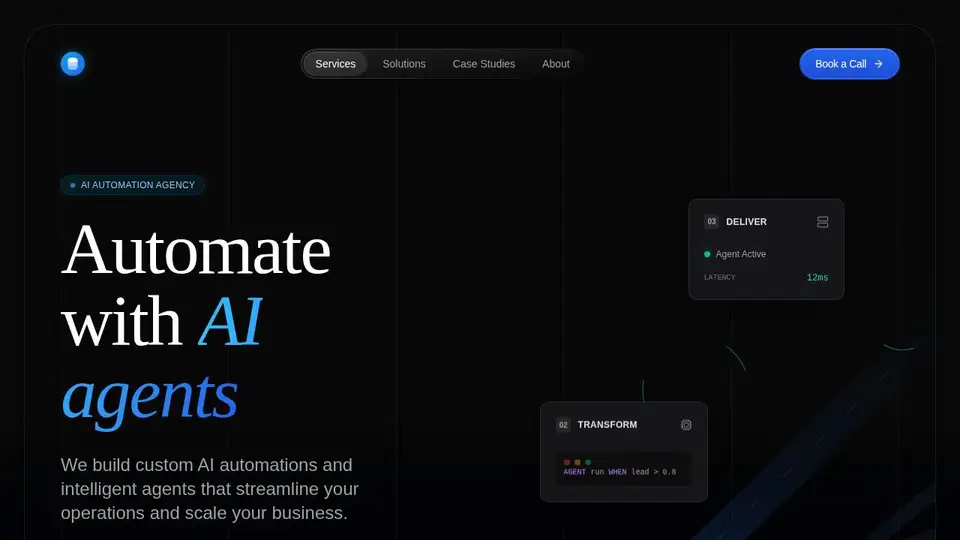 Services
Solutions
Case Studies
About
Book a Call
AI AUTOMATION AGENCY
Automate
with AI
agents
We build custom AI automations and
intelligent agents that streamline your
operations and scale your business.
03 DELIVER
Agent Active
LATENCY 12ms
02 TRANSFORM
AGENT run WHEN lead > 0.8